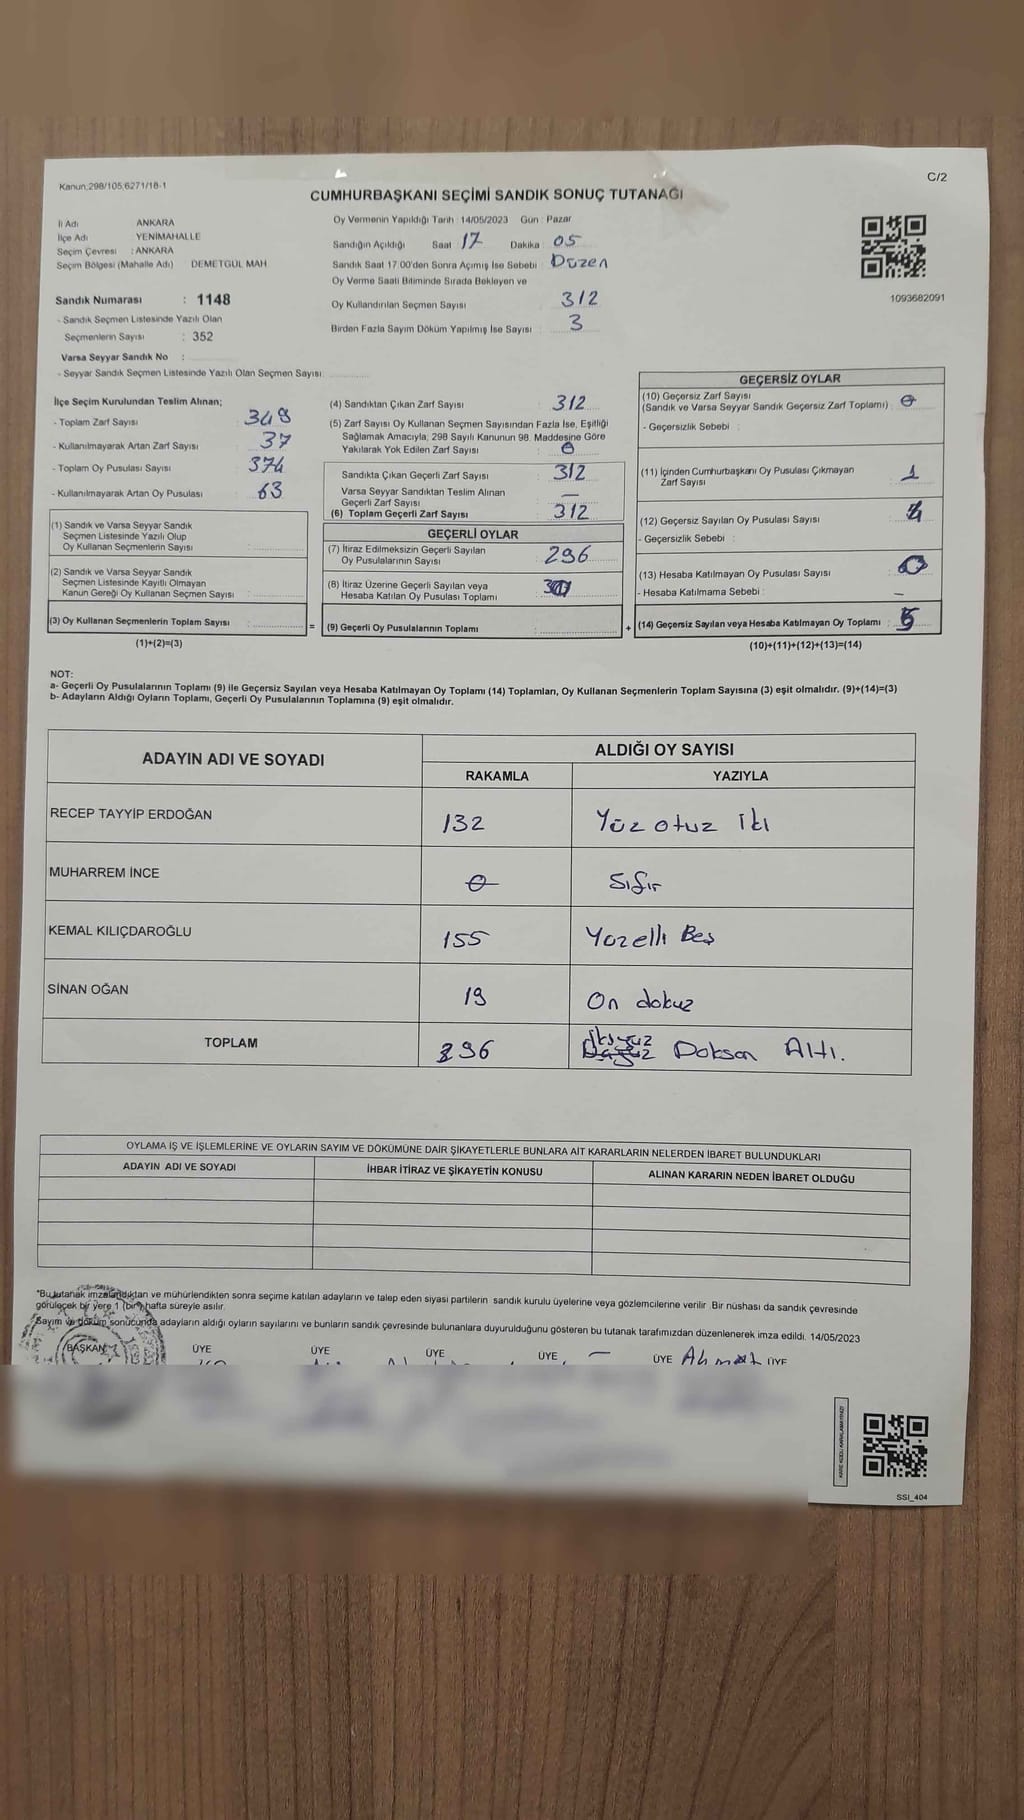 Kanun;298/105,6271/18-1
C/2
CUMHURBAŞKANI SEÇİMİ SANDIK SONUÇ TUTANAĞI
İl Adı ANKARA
İlçe Adı YENİMAHALLE
Seçim Çevresi : ANKARA
Seçim Bölgesi (Mahalle Adı) DEMETGÜL MAH
Sandık Numarası : 1148
- Sandık Seçmen Listesinde Yazılı Olan
Seçmenlerin Sayısı : 352
Varsa Seyyar Sandık No :
- Seyyar Sandık Seçmen Listesinde Yazılı Olan Seçmen Sayısı:
Oy Vermenin Yapıldığı Tarih : 14/05/2023 Gün : Pazar
Sandığın Açıldığı Saat 17 Dakika : 05
Sandık Saat 17.00'den Sonra Açımış İse Sebebi : Düzen
Oy Verme Saati Bitiminde Sırada Bekleyen ve
Oy Kullandırılan Seçmen Sayısı 312
Birden Fazla Sayım Döküm Yapılmış İse Sayısı : 3
1093682091
İlçe Seçim Kurulundan Teslim Alınan;
- Toplam Zarf Sayısı : 348
- Kullanılmayarak Artan Zarf Sayısı : 37
- Toplam Oy Pusulası Sayısı : 374
- Kullanılmayarak Artan Oy Pusulası : 63
(1) Sandık ve Varsa Seyyar Sandık
Seçmen Listesinde Yazılı Olup
Oy Kullanan Seçmenlerin Sayısı :
(2) Sandık ve Varsa Seyyar Sandık
Seçmen Listesinde Kayıtlı Olmayan
Kanun Gereği Oy Kullanan Seçmen Sayısı :
(3) Oy Kullanan Seçmenlerin Toplam Sayısı : =
(1)+(2)=(3)
(4) Sandıktan Çıkan Zarf Sayısı : 312
(5) Zarf Sayısı Oy Kullanan Seçmen Sayısından Fazla İse, Eşitliği
Sağlamak Amacıyla; 298 Sayılı Kanunun 98. Maddesine Göre
Yakılarak Yok Edilen Zarf Sayısı : 0
Sandıkta Çıkan Geçerli Zarf Sayısı : 312
Varsa Seyyar Sandıktan Teslim Alınan
Geçerli Zarf Sayısı : —
(6) Toplam Geçerli Zarf Sayısı : 312
GEÇERLİ OYLAR
(7) İtiraz Edilmeksizin Geçerli Sayılan
Oy Pusulalarının Sayısı : 296
(8) İtiraz Üzerine Geçerli Sayılan veya
Hesaba Katılan Oy Pusulası Toplamı :
(9) Geçerli Oy Pusulalarının Toplamı : +
GEÇERSİZ OYLAR
(10) Geçersiz Zarf Sayısı
(Sandık ve Varsa Seyyar Sandık Geçersiz Zarf Toplamı) : 0
- Geçersizlik Sebebi :
(11) İçinden Cumhurbaşkanı Oy Pusulası Çıkmayan
Zarf Sayısı : 1
(12) Geçersiz Sayılan Oy Pusulası Sayısı : 4
- Geçersizlik Sebebi :
(13) Hesaba Katılmayan Oy Pusulası Sayısı : 0
- Hesaba Katılmama Sebebi : –
(14) Geçersiz Sayılan veya Hesaba Katılmayan Oy Toplamı : 5
(10)+(11)+(12)+(13)=(14)
NOT:
a- Geçerli Oy Pusulalarının Toplamı (9) ile Geçersiz Sayılan veya Hesaba Katılmayan Oy Toplamı (14) Toplamları, Oy Kullanan Seçmenlerin Toplam Sayısına (3) eşit olmalıdır. (9)+(14)=(3)
b- Adayların Aldığı Oyların Toplamı, Geçerli Oy Pusulalarının Toplamına (9) eşit olmalıdır.
ADAYIN ADI VE SOYADI ALDIĞI OY SAYISI
RAKAMLA YAZIYLA
RECEP TAYYİP ERDOĞAN 132 Yüz otuz İki
MUHARREM İNCE 0 Sıfır
KEMAL KILIÇDAROĞLU 155 Yüzelli Beş
SİNAN OĞAN 19 On dokuz
TOPLAM 296 İkiyüz Doksan Altı.
OYLAMA İŞ VE İŞLEMLERİNE VE OYLARIN SAYIM VE DÖKÜMÜNE DAİR ŞİKAYETLERLE BUNLARA AİT KARARLARIN NELERDEN İBARET BULUNDUKLARI
ADAYIN ADI VE SOYADI İHBAR İTİRAZ VE ŞİKAYETİN KONUSU ALINAN KARARIN NEDEN İBARET OLDUĞU
*Bu tutanak imzalandıktan ve mühürlendikten sonra seçime katılan adayların ve talep eden siyasi partilerin sandık kurulu üyelerine veya gözlemcilerine verilir. Bir nüshası da sandık çevresinde
görülecek bir yere 1 (bir) hafta süreyle asılır.
Sayım ve döküm sonucunda adayların aldığı oyların sayılarını ve bunların sandık çevresinde bulunanlara duyurulduğunu gösteren bu tutanak tarafımızdan düzenlenerek imza edildi. 14/05/2023
BAŞKAN ÜYE ÜYE ÜYE ÜYE ÜYE Ahmet ÜYE
SSI_404